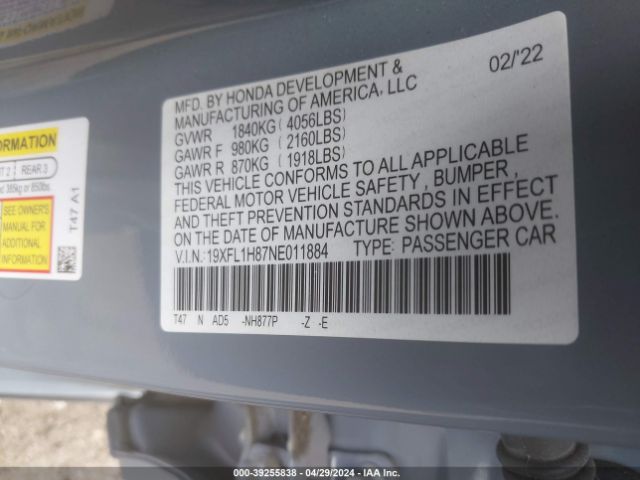 MFD. BY HONDA DEVELOPMENT & 02/'22
MANUFACTURING OF AMERICA, LLC
GVWR 1840KG ( 4056LBS)
GAWR F 980KG ( 2160LBS)
GAWR R 870KG ( 1918LBS)
THIS VEHICLE CONFORMS TO ALL APPLICABLE
FEDERAL MOTOR VEHICLE SAFETY , BUMPER ,
AND THEFT PREVENTION STANDARDS IN EFFECT
ON THE DATE OF MANUFACTURE SHOWN ABOVE.
V.I.N.: 19XFL1H87NE011884 TYPE: PASSENGER CAR
T47 N AD5 -NH877P -Z -E
REAR 3
385kg or 850lbs.
SEE OWNER'S
MANUAL FOR
ADDITIONAL
INFORMATION
T47 A1
000-39255838 - 04/29/2024 - IAA Inc.